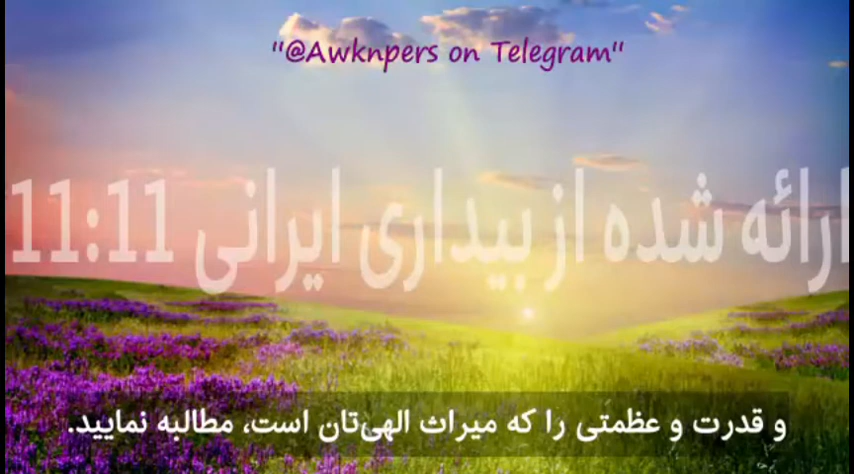 "@Awknpers on Telegram"
ارائه شده از بیداری ایرانی 11:11
و قدرت و عظمتی را که میراث الهی‌تان است، مطالبه نمایید.